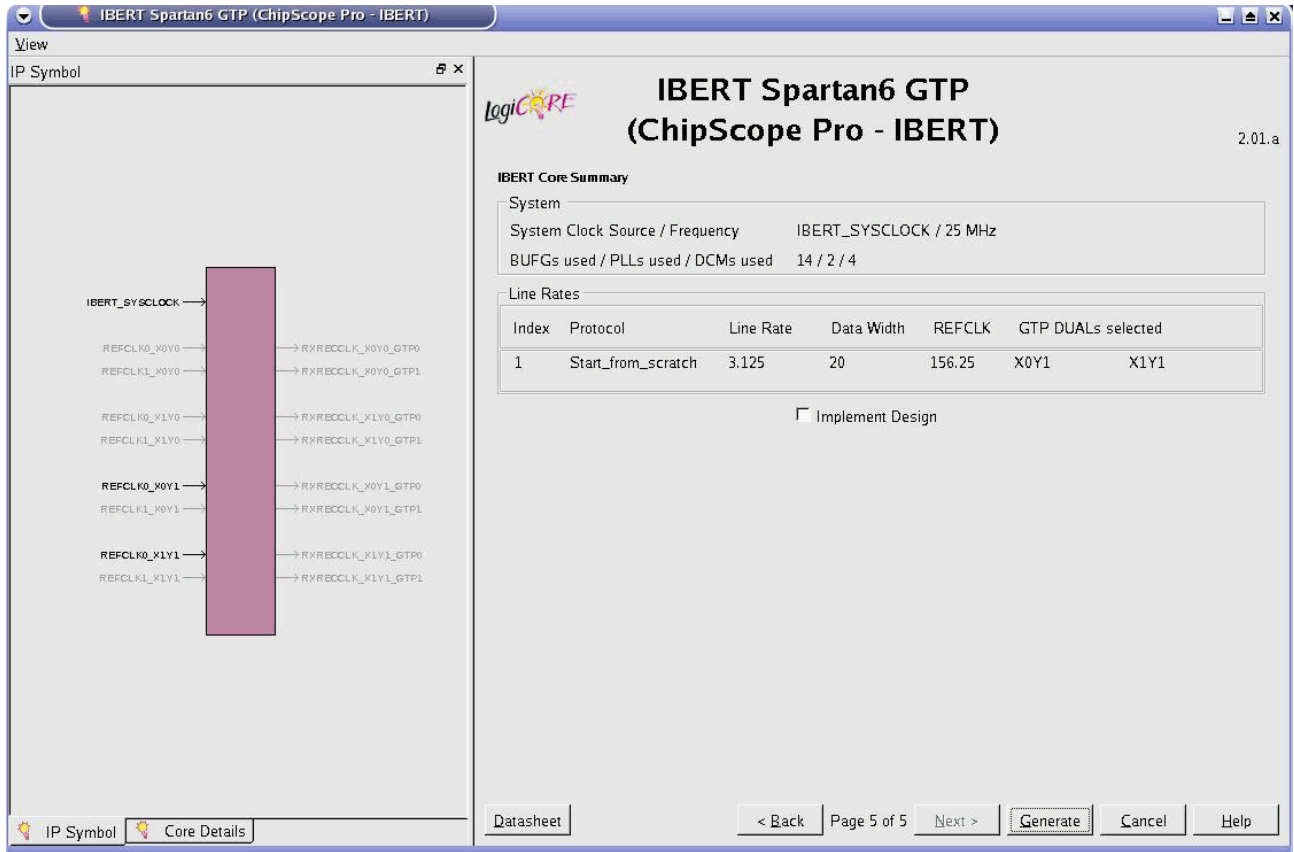 IBERT Spartan6 GTP (ChipScope Pro - IBERT)
View
IP Symbol
IBERT_SYSCLOCK
REFCLK0_X0Y0
REFCLK1_X0Y0
REFCLK0_X1Y0
REFCLK1_X1Y0
REFCLK0_X0Y1
REFCLK1_X0Y1
REFCLK0_X1Y1
REFCLK1_X1Y1
RXRECCLK_X0Y0_GTP0
RXRECCLK_X0Y0_GTP1
RXRECCLK_X1Y0_GTP0
RXRECCLK_X1Y0_GTP1
RXRECCLK_X0Y1_GTP0
RXRECCLK_X0Y1_GTP1
RXRECCLK_X1Y1_GTP0
RXRECCLK_X1Y1_GTP1
IP Symbol Core Details
logiCORE
IBERT Spartan6 GTP
(ChipScope Pro - IBERT)
2.01.a
IBERT Core Summary
System
System Clock Source / Frequency IBERT_SYSCLOCK / 25 MHz
BUFGs used / PLLs used / DCMs used 14 / 2 / 4
Line Rates
Index Protocol Line Rate Data Width REFCLK GTP DUALs selected
1 Start_from_scratch 3.125 20 156.25 X0Y1 X1Y1
Implement Design
Datasheet < Back Page 5 of 5 Next > Generate Cancel Help